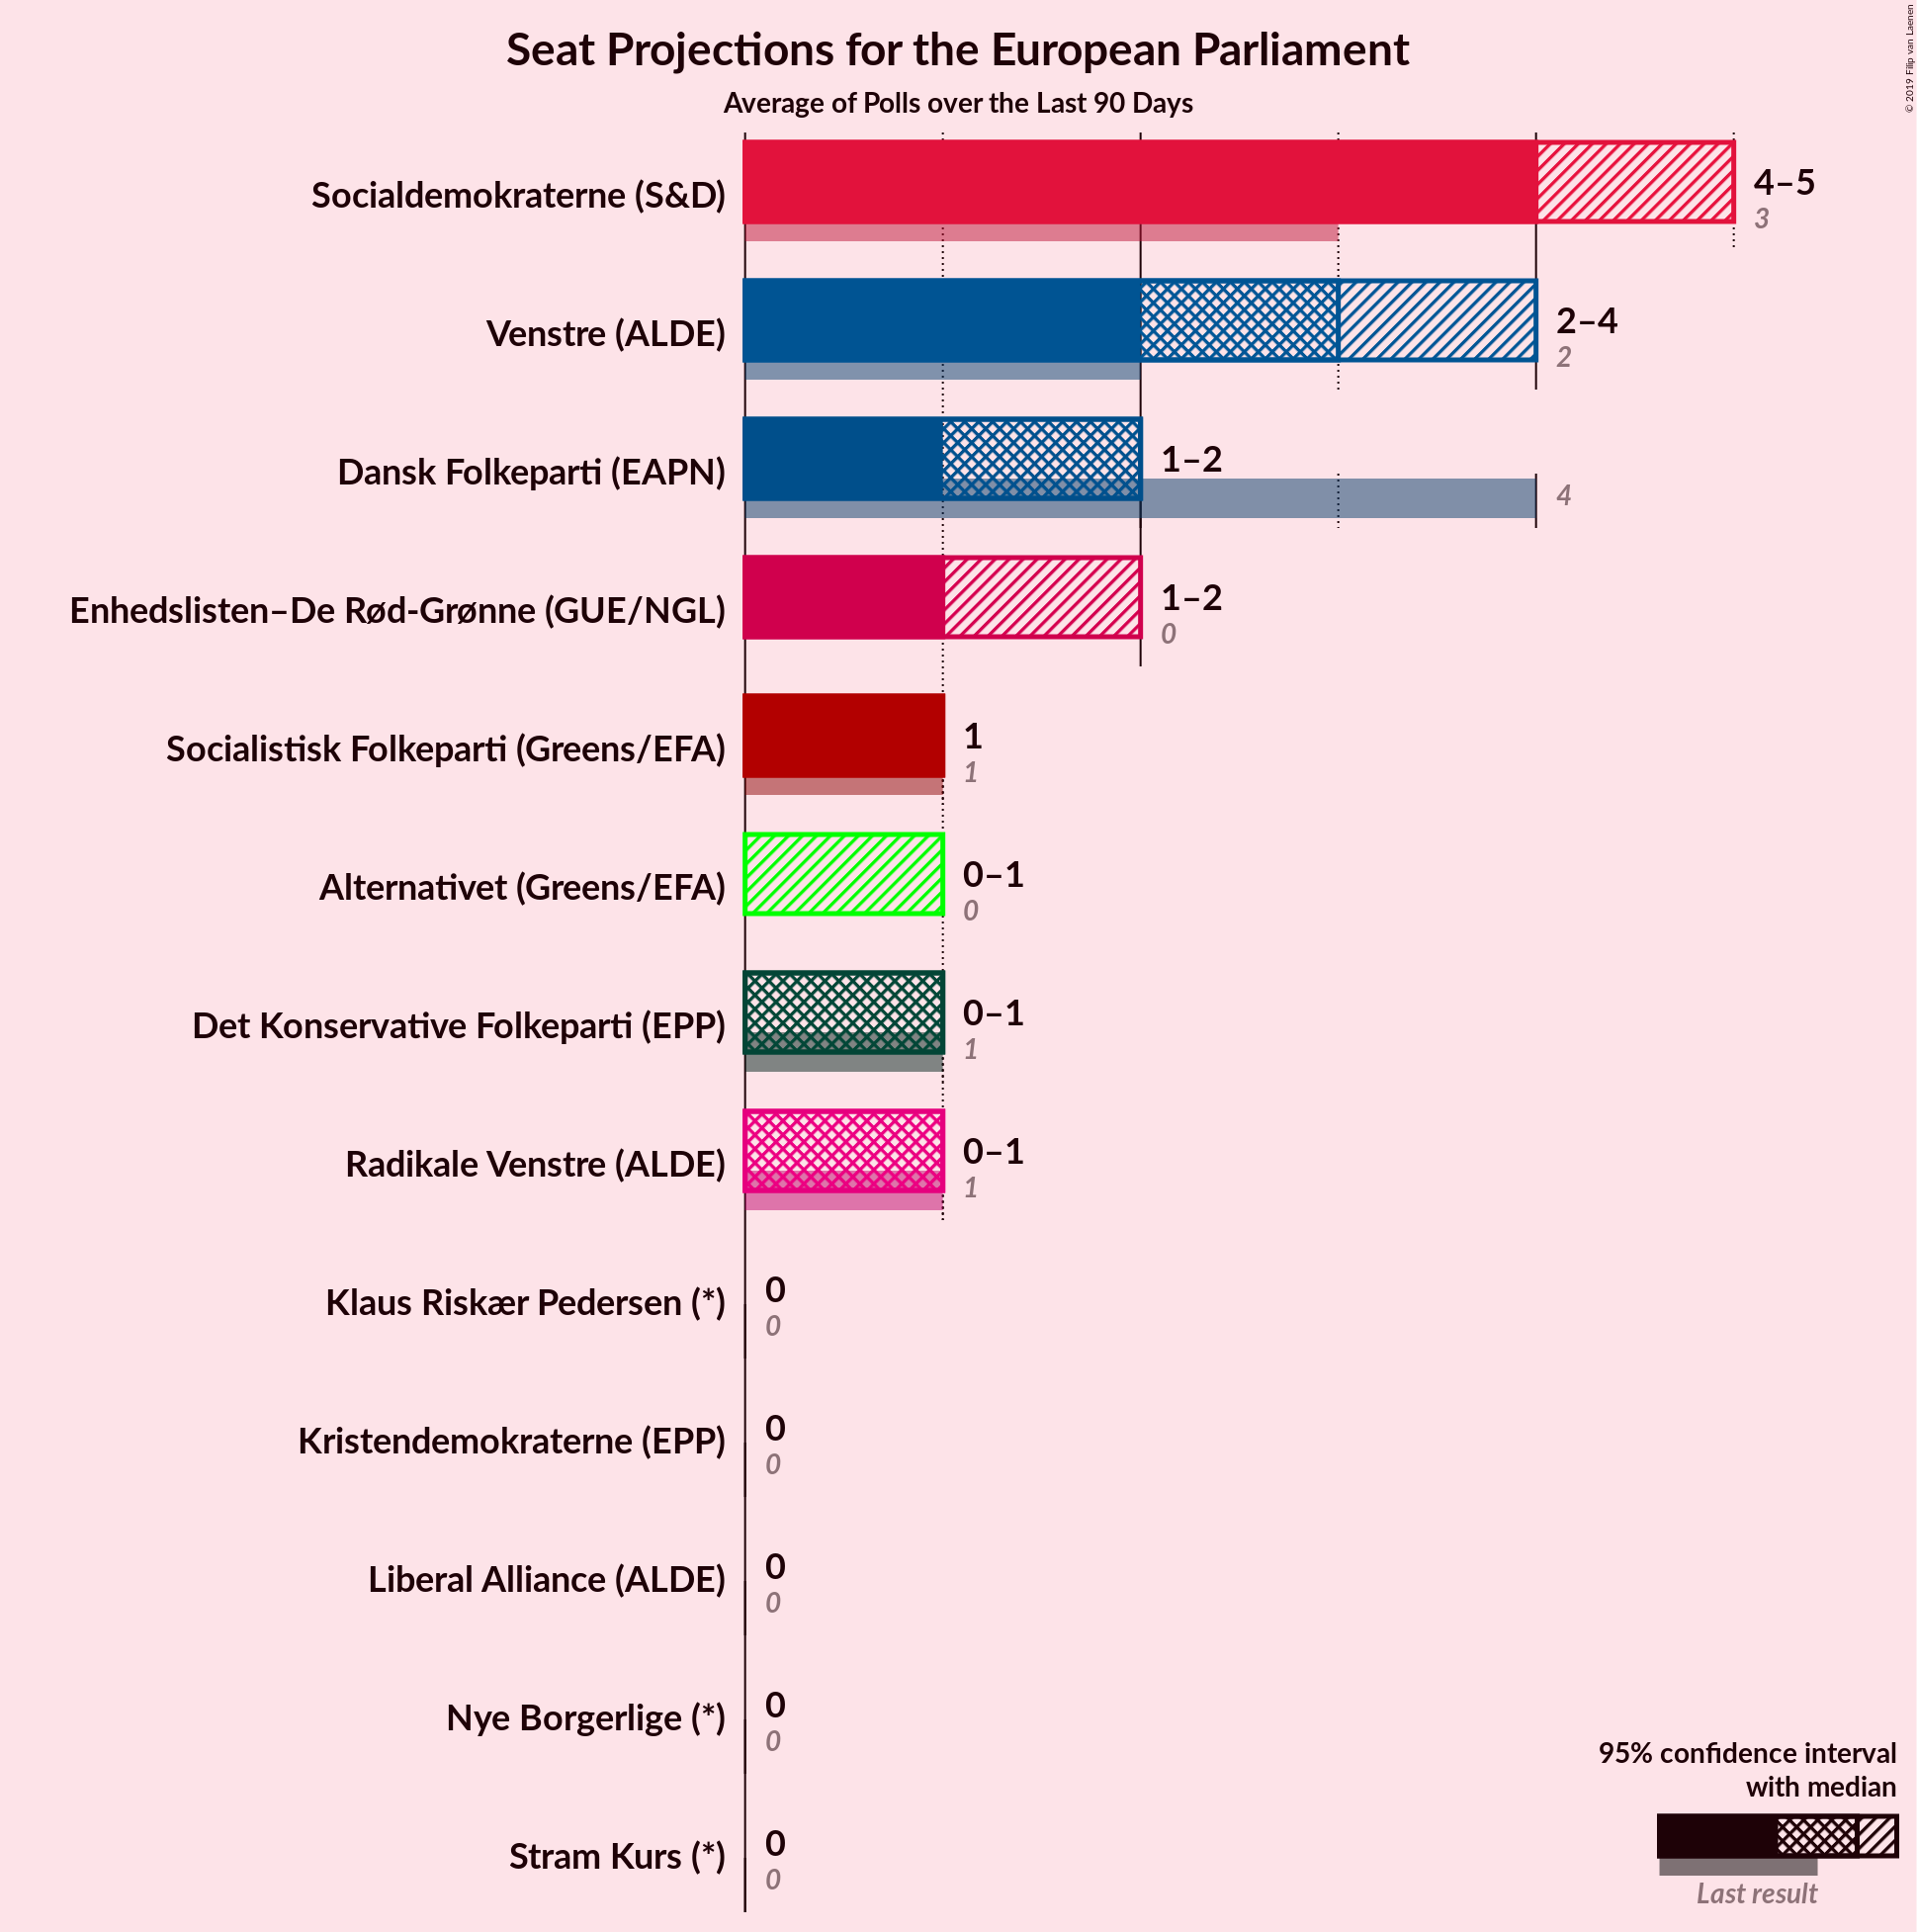 Seat Projections for the European Parliament
Average of Polls over the Last 90 Days
© 2019 Filip van Laenen
Socialdemokraterne (S&D)
4–5
3
Venstre (ALDE)
2–4
2
Dansk Folkeparti (EAPN)
1–2
4
Enhedslisten–De Rød-Grønne (GUE/NGL)
1–2
0
Socialistisk Folkeparti (Greens/EFA)
1
1
Alternativet (Greens/EFA)
0–1
0
Det Konservative Folkeparti (EPP)
0–1
1
Radikale Venstre (ALDE)
0–1
1
Klaus Riskær Pedersen (*)
0
0
Kristendemokraterne (EPP)
0
0
Liberal Alliance (ALDE)
0
0
Nye Borgerlige (*)
0
0
Stram Kurs (*)
0
0
95% confidence interval
with median
Last result